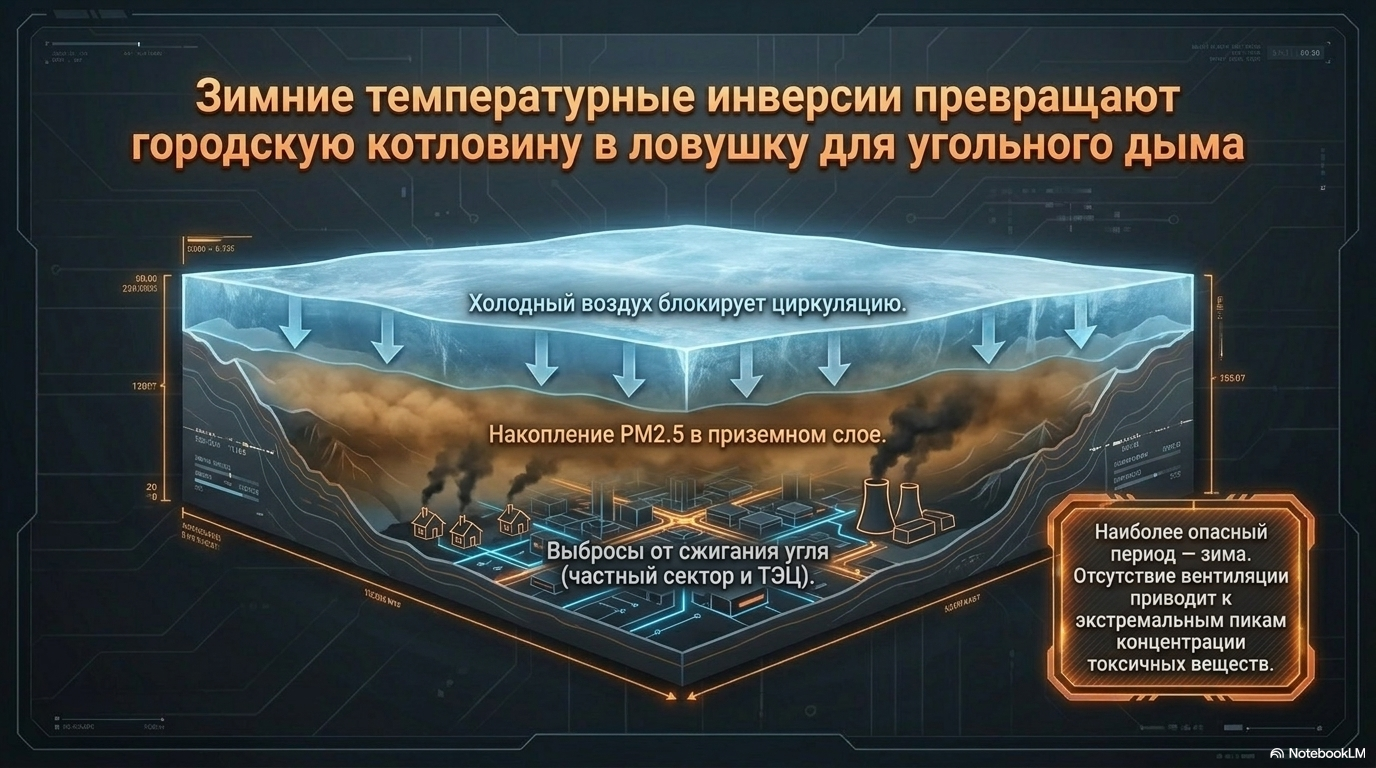 Зимние температурные инверсии превращают
городскую котловину в ловушку для угольного дыма
Холодный воздух блокирует циркуляцию.
Накопление PM2.5 в приземном слое.
Выбросы от сжигания угля
(частный сектор и ТЭЦ).
Наиболее опасный
период — зима.
Отсутствие вентиляции
приводит к
экстремальным пикам
концентрации
токсичных веществ.
NotebookLM